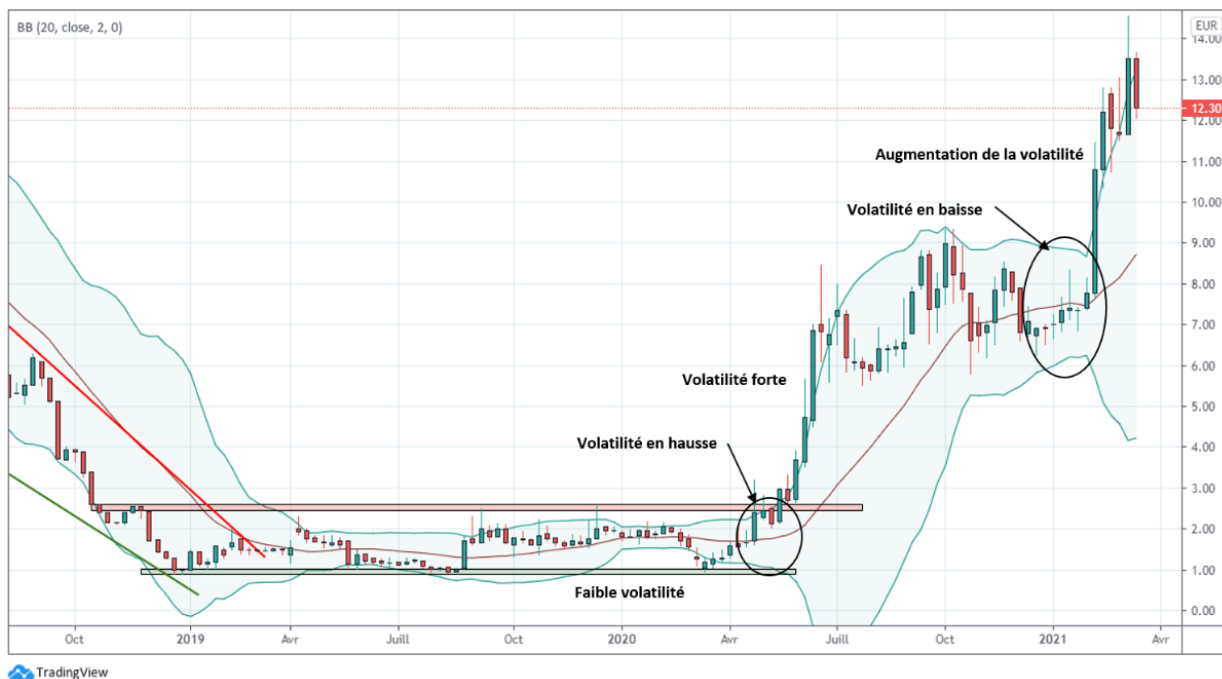 BB (20, close, 2, 0)
EUR
14.00
13.00
12.30
12.00
11.00
10.00
9.00
8.00
7.00
6.00
5.00
4.00
3.00
2.00
1.00
0.00
Augmentation de la volatilité
Volatilité en baisse
Volatilité forte
Volatilité en hausse
Faible volatilité
Oct 2019 Avr Juill Oct 2020 Avr Juill Oct 2021 Avr
TradingView